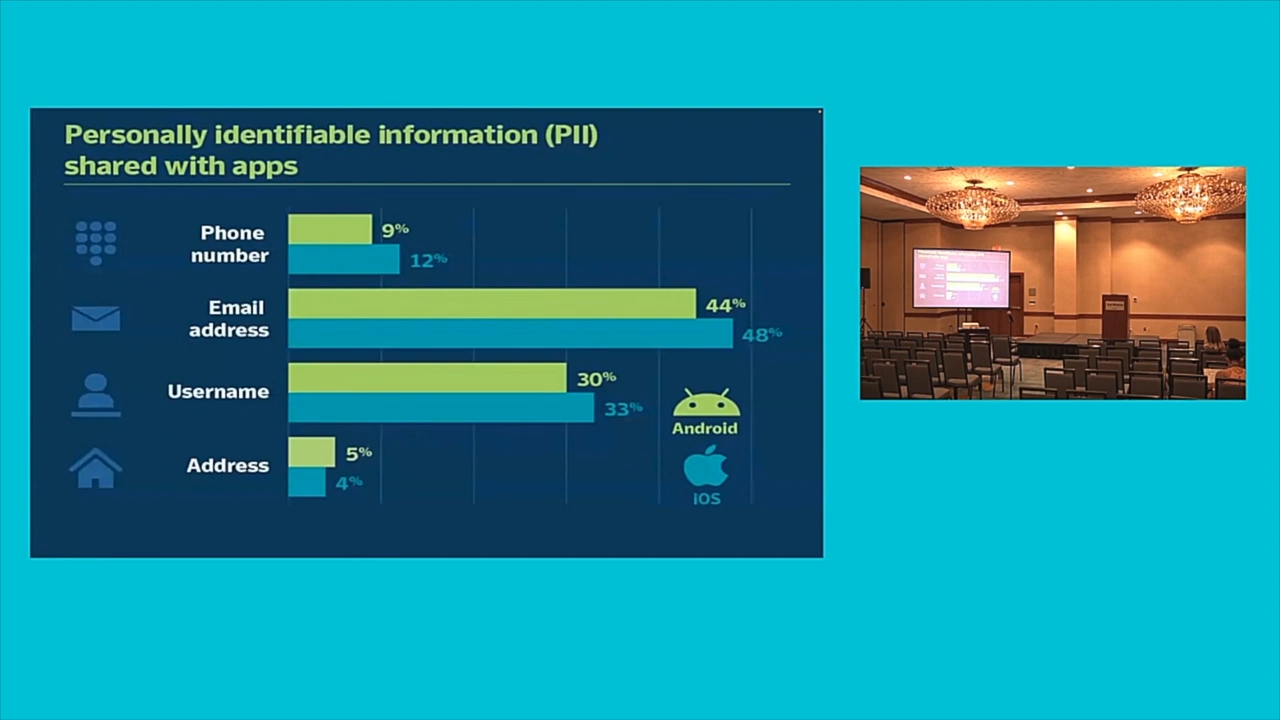 Personally identifiable information (PII)
shared with apps
Phone
number
9%
12%
Email
address
44%
48%
Username
30%
33%
Android
Address
5%
4%
iOS